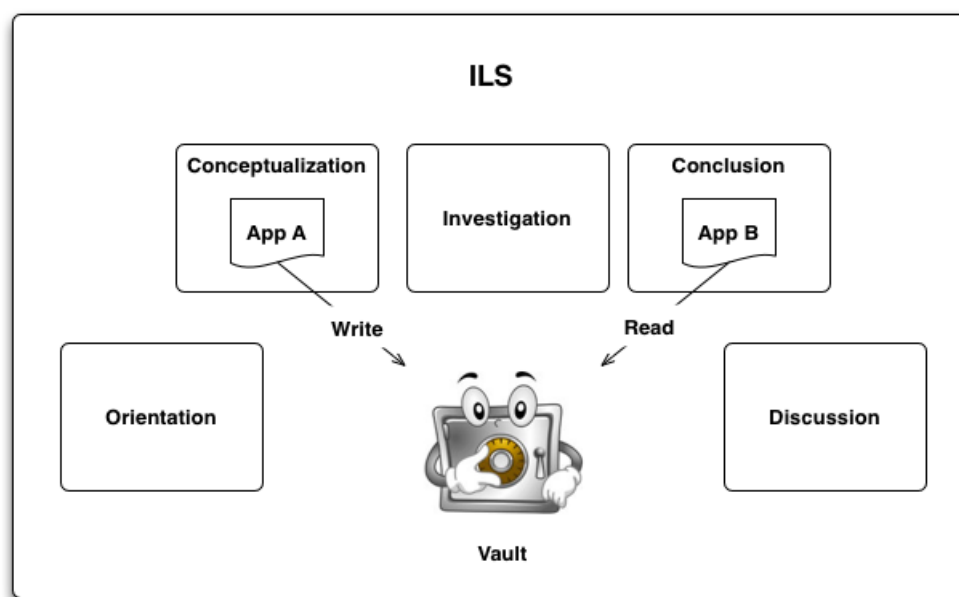 ILS
Conceptualization
App A
Investigation
Conclusion
App B
Write
Read
Orientation
Discussion
Vault